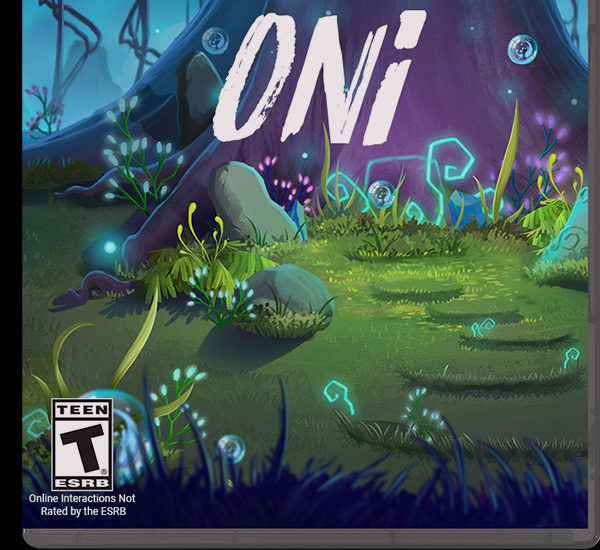 ONi
TEEN
T
ESRB
Online Interactions Not
Rated by the ESRB